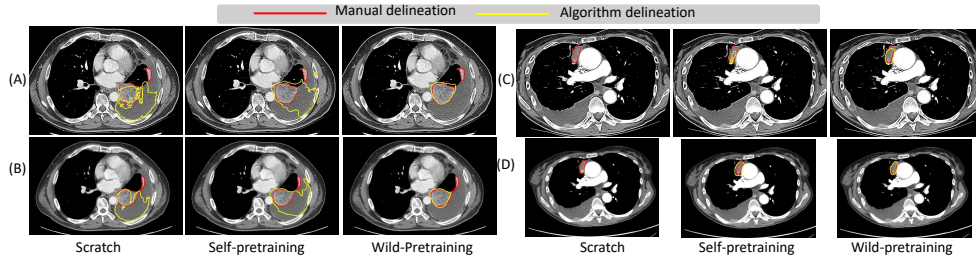 Manual delineation Algorithm delineation
(A)
(C)
(B)
(D)
Scratch Self-pretraining Wild-Pretraining Scratch Self-pretraining Wild-pretraining